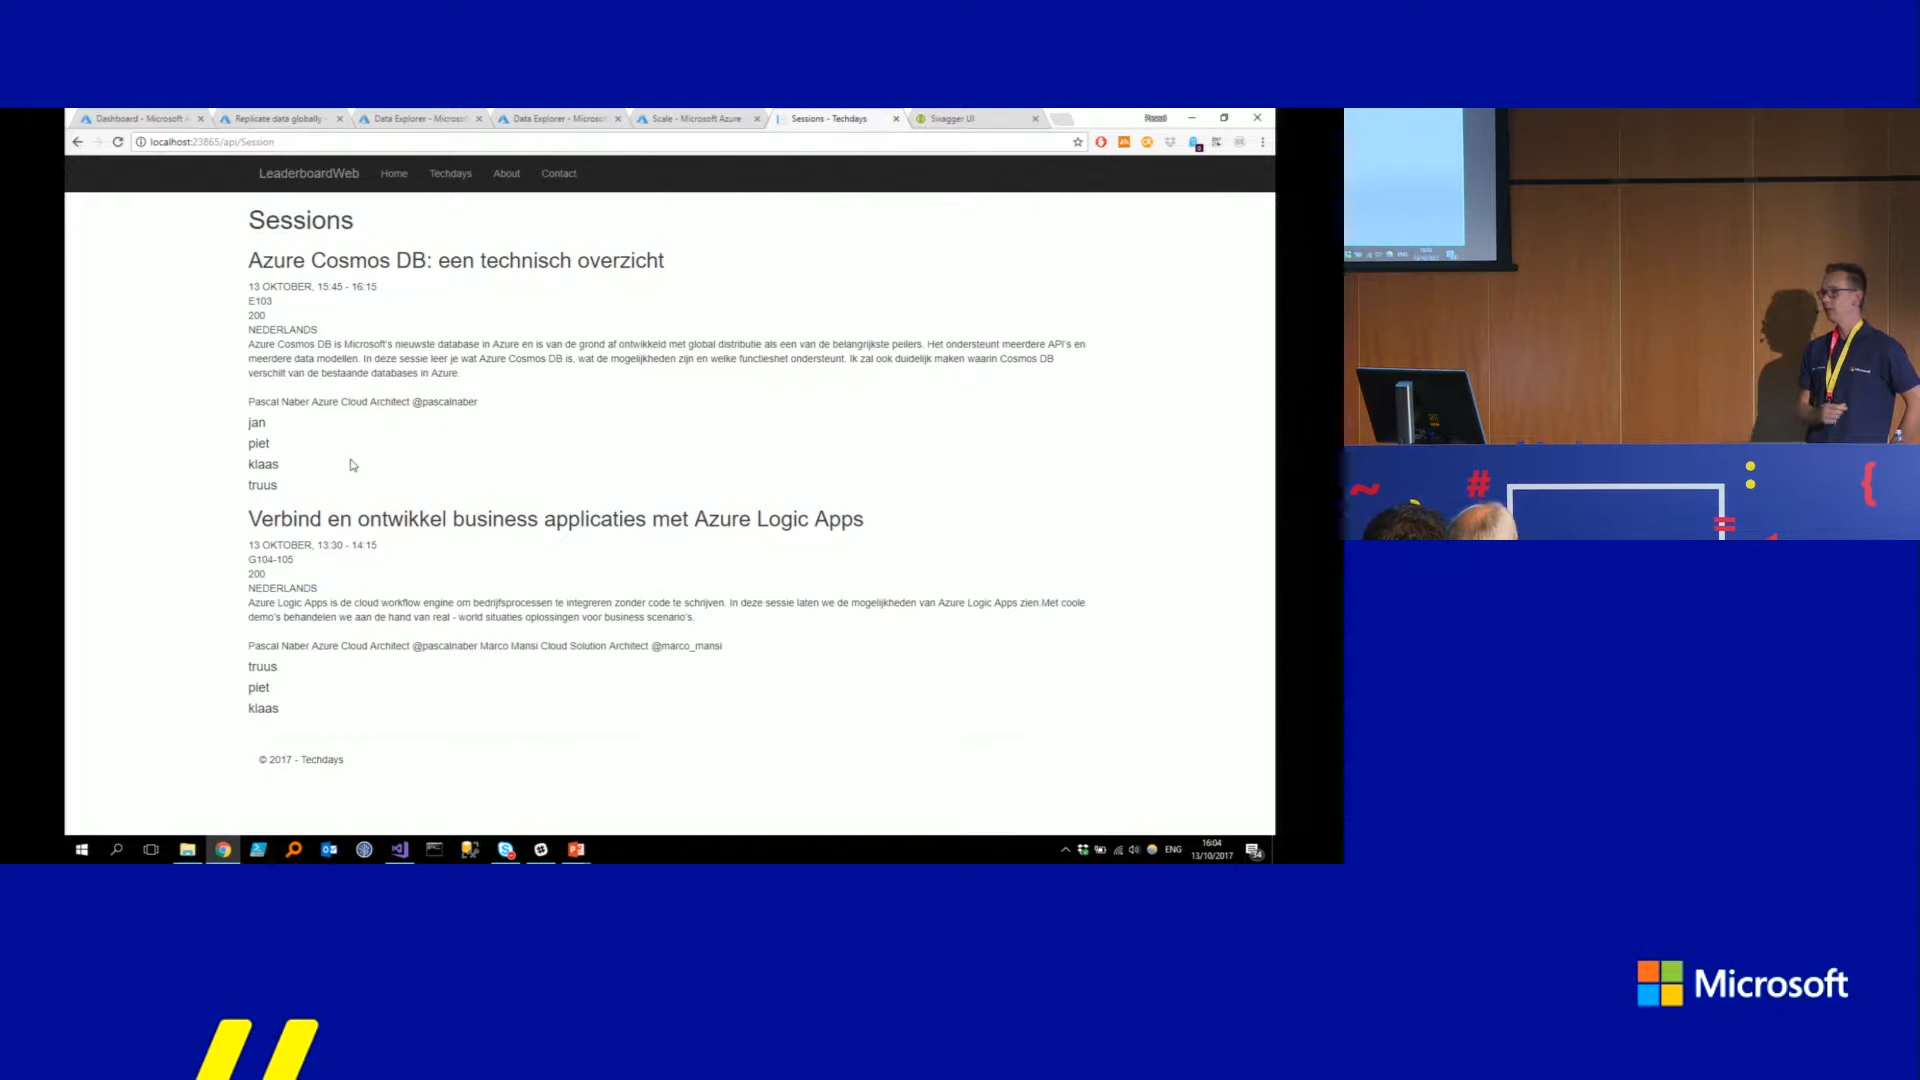 Dashboard - Microsoft
Replicate data globally
Data Explorer - Microsof
Data Explorer - Microsof
Scale - Microsoft Azure
Sessions - Techdays
Swagger UI
localhost:23865/api/Session
LeaderboardWeb
Home
Techdays
About
Contact
Sessions
Azure Cosmos DB: een technisch overzicht
13 OKTOBER, 15:45 - 16:15
E103
200
NEDERLANDS
Azure Cosmos DB is Microsoft's nieuwste database in Azure en is van de grond af ontwikkeld met global distributie als een van de belangrijkste peilers. Het ondersteunt meerdere API's en
meerdere data modellen. In deze sessie leer je wat Azure Cosmos DB is, wat de mogelijkheden zijn en welke functieshet ondersteunt. Ik zal ook duidelijk maken waarin Cosmos DB
verschilt van de bestaande databases in Azure.
Pascal Naber Azure Cloud Architect @pascalnaber
jan
piet
klaas
truus
Verbind en ontwikkel business applicaties met Azure Logic Apps
13 OKTOBER, 13:30 - 14:15
G104-105
200
NEDERLANDS
Azure Logic Apps is de cloud workflow engine om bedrijfsprocessen te integreren zonder code te schrijven. In deze sessie laten we de mogelijkheden van Azure Logic Apps zien.Met coole
demo's behandelen we aan de hand van real - world situaties oplossingen voor business scenario's.
Pascal Naber Azure Cloud Architect @pascalnaber Marco Mansi Cloud Solution Architect @marco_mansi
truus
piet
klaas
© 2017 - Techdays
ENG
16:04
13/10/2017
Microsoft